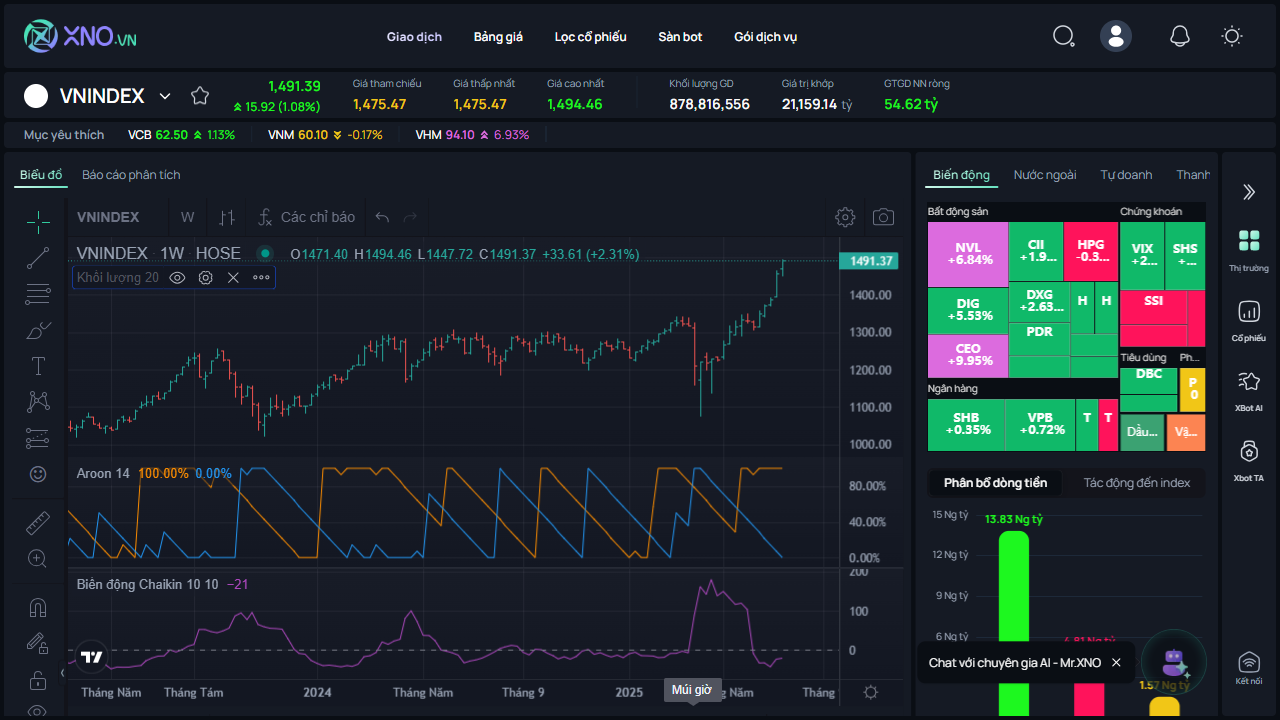 XNO.VN
Giao dịch
Bảng giá
Lọc cổ phiếu
Sàn bot
Gói dịch vụ
VNINDEX
1,491.39
15.92 (1.08%)
Giá tham chiếu
1,475.47
Giá thấp nhất
1,475.47
Giá cao nhất
1,494.46
Khối lượng GD
878,816,556
Giá trị khớp
21,159.14 tỷ
GTGD NN ròng
54.62 tỷ
Mục yêu thích
VCB 62.50 1.13%
VNM 60.10 -0.17%
VHM 94.10 6.93%
Biểu đồ
Báo cáo phân tích
VNINDEX
W
Các chỉ báo
VNINDEX · 1W · HOSE
O1471.40 H1494.46 L1447.72 C1491.37 +33.61 (+2.31%)
Khối lượng 20
1491.37
1400.00
1300.00
1200.00
1100.00
1000.00
Aroon 14 100.00% 0.00%
80.00%
40.00%
0.00%
Biên động Chaikin 10 10 −21
200
100
0
Tháng Năm
Tháng Tám
2024
Tháng Năm
Tháng 9
2025
Năm
Tháng
Múi giờ
Biến động
Nước ngoài
Tự doanh
Thanh
Bất động sản
NVL
+6.84%
CII
+1.9...
HPG
-0.3...
DIG
+5.53%
DXG
+2.63...
H
H
CEO
+9.95%
PDR
Chứng khoán
VIX
+2...
SHS
+...
SSI
Ngân hàng
SHB
+0.35%
VPB
+0.72%
T
T
Tiêu dùng
DBC
Ph...
P
0
Dầu...
Vậ...
Phân bổ dòng tiền
Tác động đến index
15 Ng tỷ
12 Ng tỷ
9 Ng tỷ
6 Ng tỷ
13.83 Ng tỷ
4.81 Ng tỷ
1.57 Ng tỷ
Chat với chuyên gia AI - Mr.XNO
Thị trường
Cổ phiếu
XBot AI
Xbot TA
Kết nối